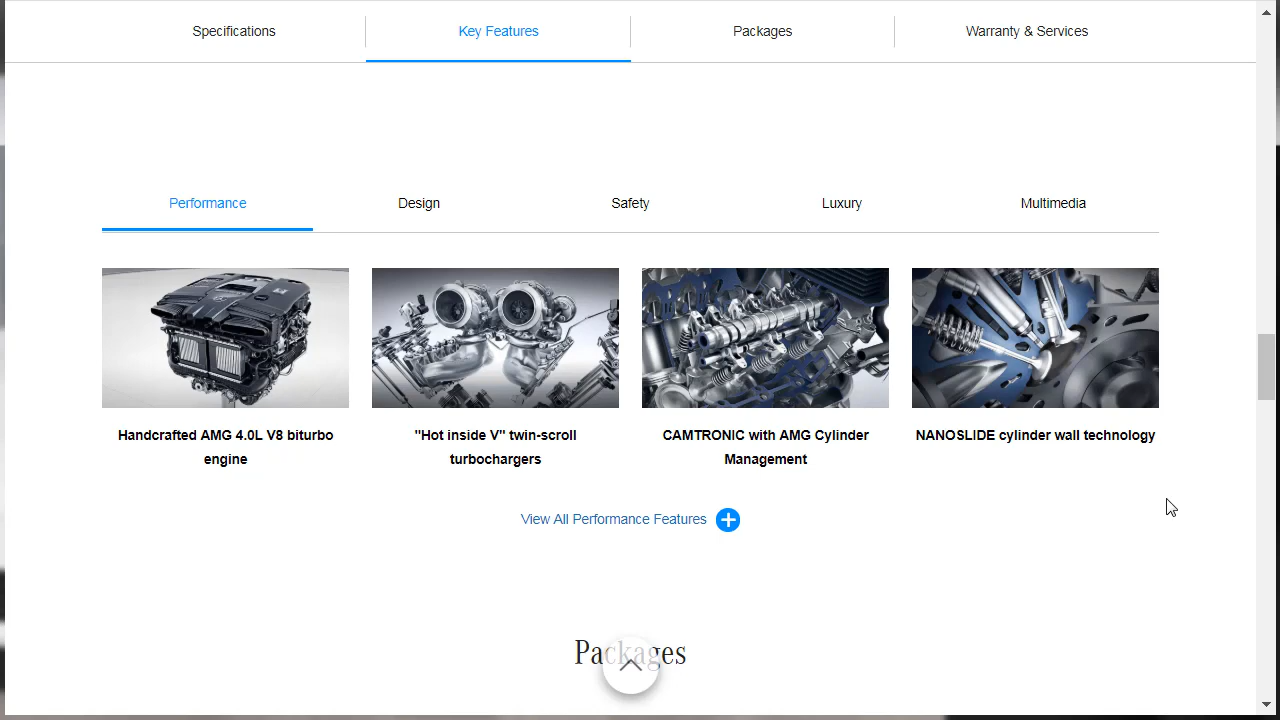 Specifications
Key Features
Packages
Warranty & Services
Performance
Design
Safety
Luxury
Multimedia
Handcrafted AMG 4.0L V8 biturbo
engine
"Hot inside V" twin-scroll
turbochargers
CAMTRONIC with AMG Cylinder
Management
NANOSLIDE cylinder wall technology
View All Performance Features
Packages